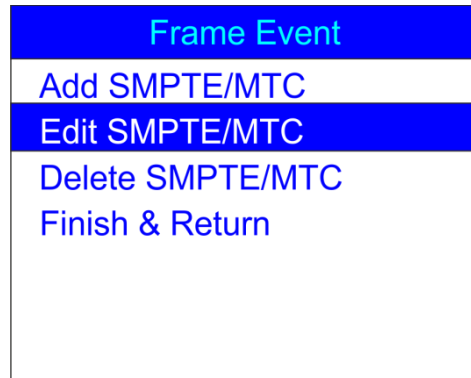 Frame Event
Add SMPTE/MTC
Edit SMPTE/MTC
Delete SMPTE/MTC
Finish & Return